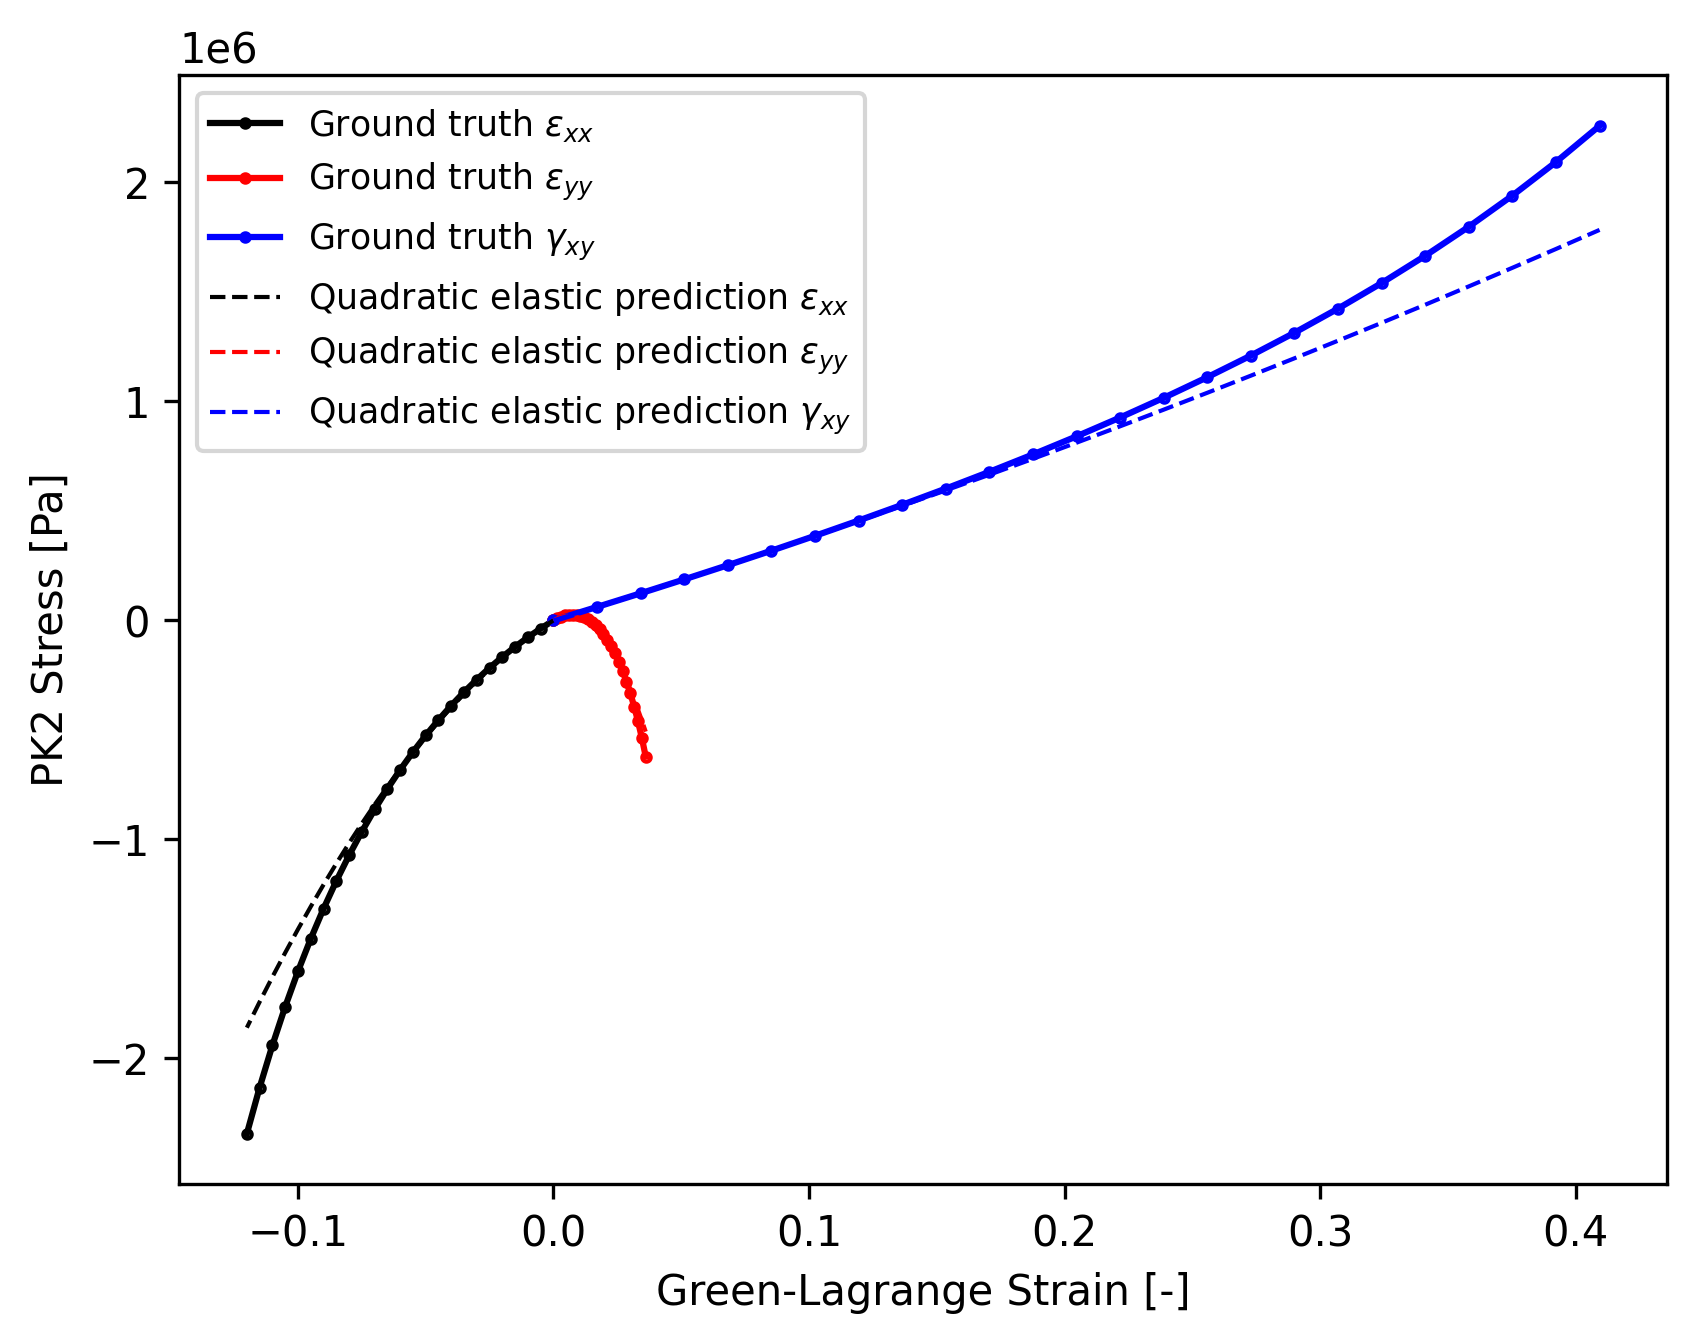 1e6
Ground truth εxx
Ground truth εyy
Ground truth γxy
Quadratic elastic prediction εxx
Quadratic elastic prediction εyy
Quadratic elastic prediction γxy
2
1
0
−1
−2
PK2 Stress [Pa]
−0.1 0.0 0.1 0.2 0.3 0.4
Green-Lagrange Strain [-]